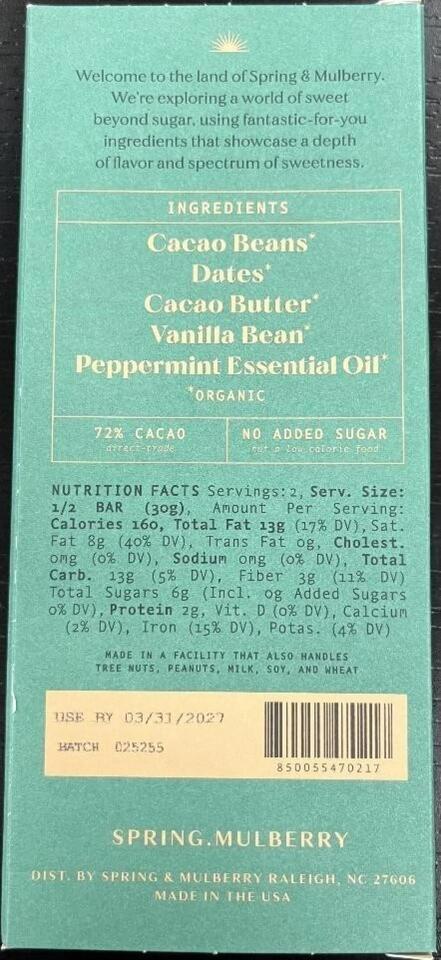 Welcome to the land of Spring & Mulberry.
We're exploring a world of sweet
beyond sugar, using fantastic-for-you
ingredients that showcase a depth
of flavor and spectrum of sweetness.
INGREDIENTS
Cacao Beans*
Dates*
Cacao Butter*
Vanilla Bean*
Peppermint Essential Oil*
*ORGANIC
72% CACAO
direct-trade
NO ADDED SUGAR
not a low calorie food
NUTRITION FACTS Servings: 2, Serv. Size:
1/2 BAR (30g), Amount Per Serving:
Calories 160, Total Fat 13g (17% DV), Sat.
Fat 8g (40% DV), Trans Fat 0g, Cholest.
0mg (0% DV), Sodium 0mg (0% DV), Total
Carb. 13g (5% DV), Fiber 3g (11% DV)
Total Sugars 6g (Incl. 0g Added Sugars
0% DV), Protein 2g, Vit. D (0% DV), Calcium
(2% DV), Iron (15% DV), Potas. (4% DV)
MADE IN A FACILITY THAT ALSO HANDLES
TREE NUTS, PEANUTS, MILK, SOY, AND WHEAT
USE BY 03/31/2027
BATCH 025255
850055470217
SPRING.MULBERRY
DIST. BY SPRING & MULBERRY RALEIGH, NC 27606
MADE IN THE USA